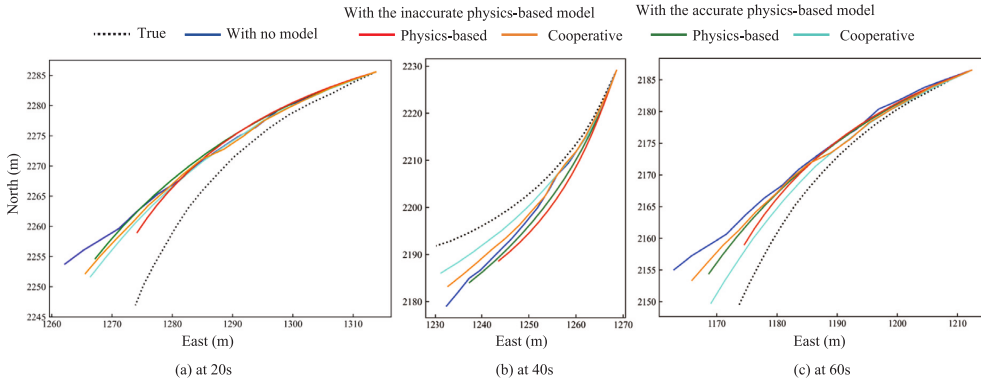 With the inaccurate physics-based model
With the accurate physics-based model
True
With no model
Physics-based
Cooperative
Physics-based
Cooperative
North (m)
2285
2280
2275
2270
2265
2260
2255
2250
2245
1260 1270 1280 1290 1300 1310
East (m)
(a) at 20s
2230
2220
2210
2200
2190
2180
1230 1240 1250 1260 1270
East (m)
(b) at 40s
2185
2180
2175
2170
2165
2160
2155
2150
1170 1180 1190 1200 1210
East (m)
(c) at 60s